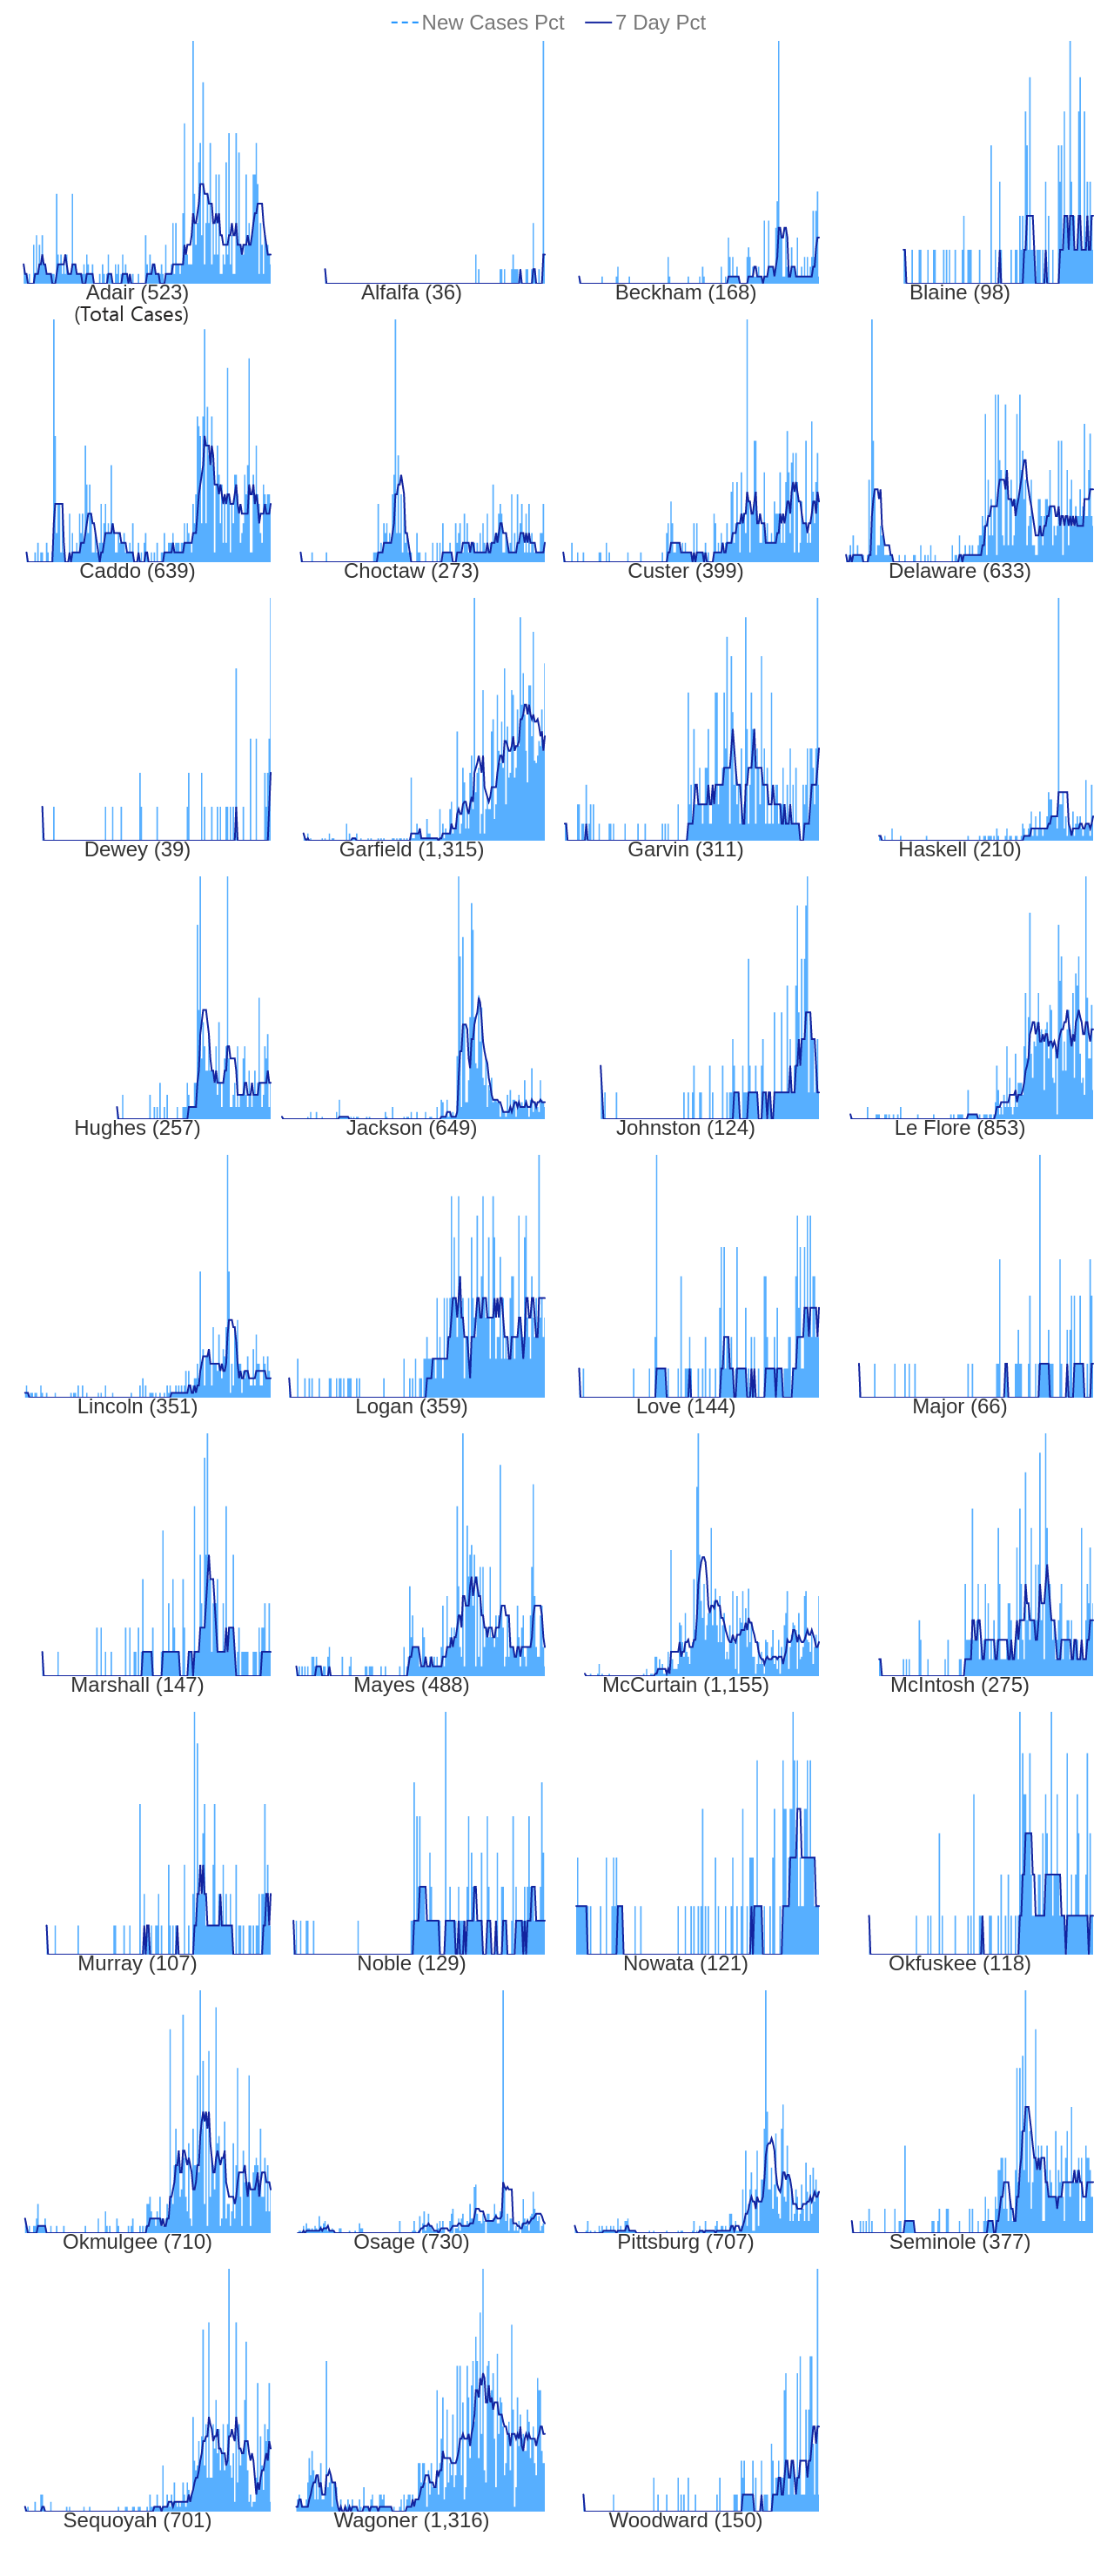 New Cases Pct 7 Day Pct
Adair (523) Alfalfa (36) Beckham (168) Blaine (98)
(Total Cases)
Caddo (639) Choctaw (273) Custer (399) Delaware (633)
Dewey (39) Garfield (1,315) Garvin (311) Haskell (210)
Hughes (257) Jackson (649) Johnston (124) Le Flore (853)
Lincoln (351) Logan (359) Love (144) Major (66)
Marshall (147) Mayes (488) McCurtain (1,155) McIntosh (275)
Murray (107) Noble (129) Nowata (121) Okfuskee (118)
Okmulgee (710) Osage (730) Pittsburg (707) Seminole (377)
Sequoyah (701) Wagoner (1,316) Woodward (150)